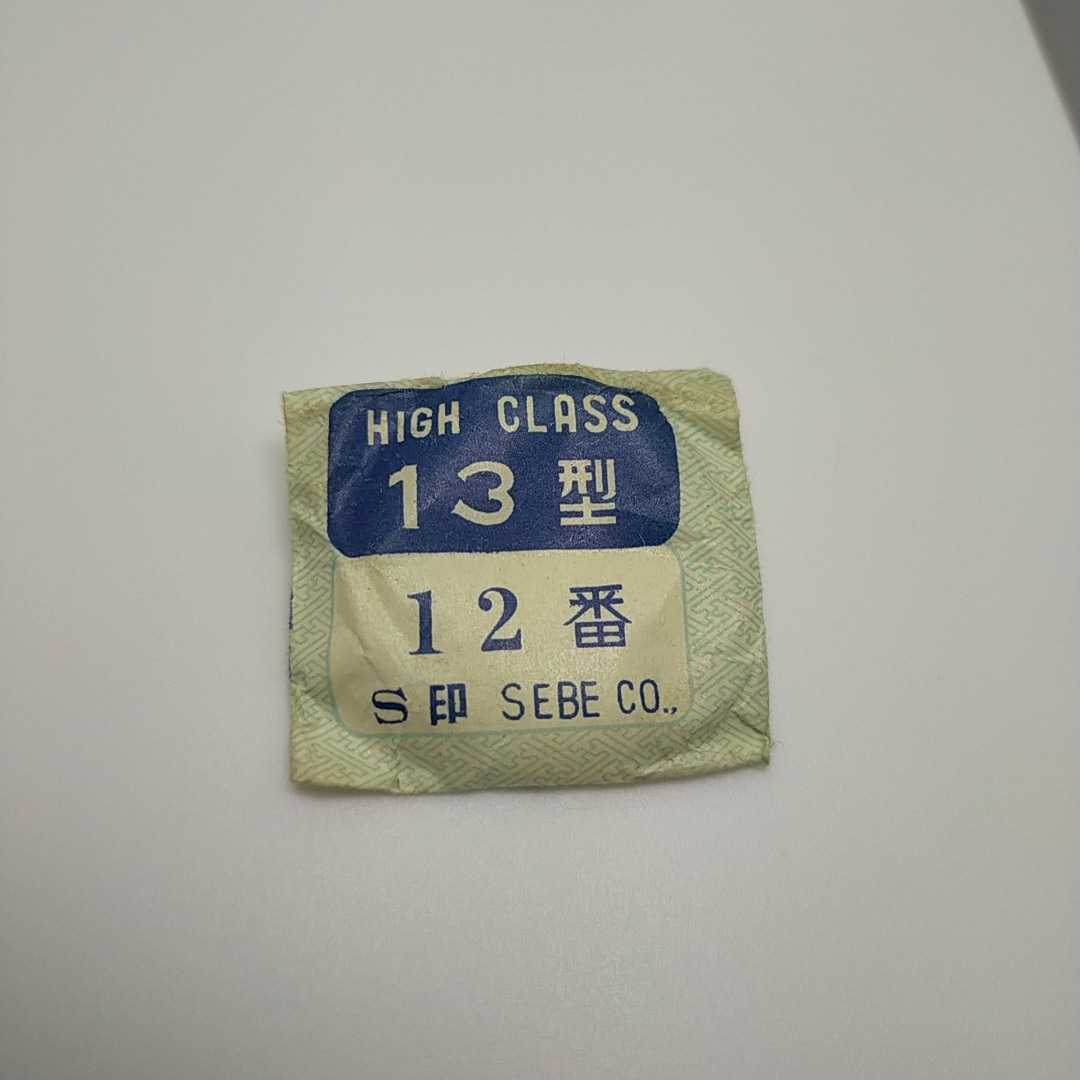 HIGH CLASS
13型
12番
S印 SEBE CO.,